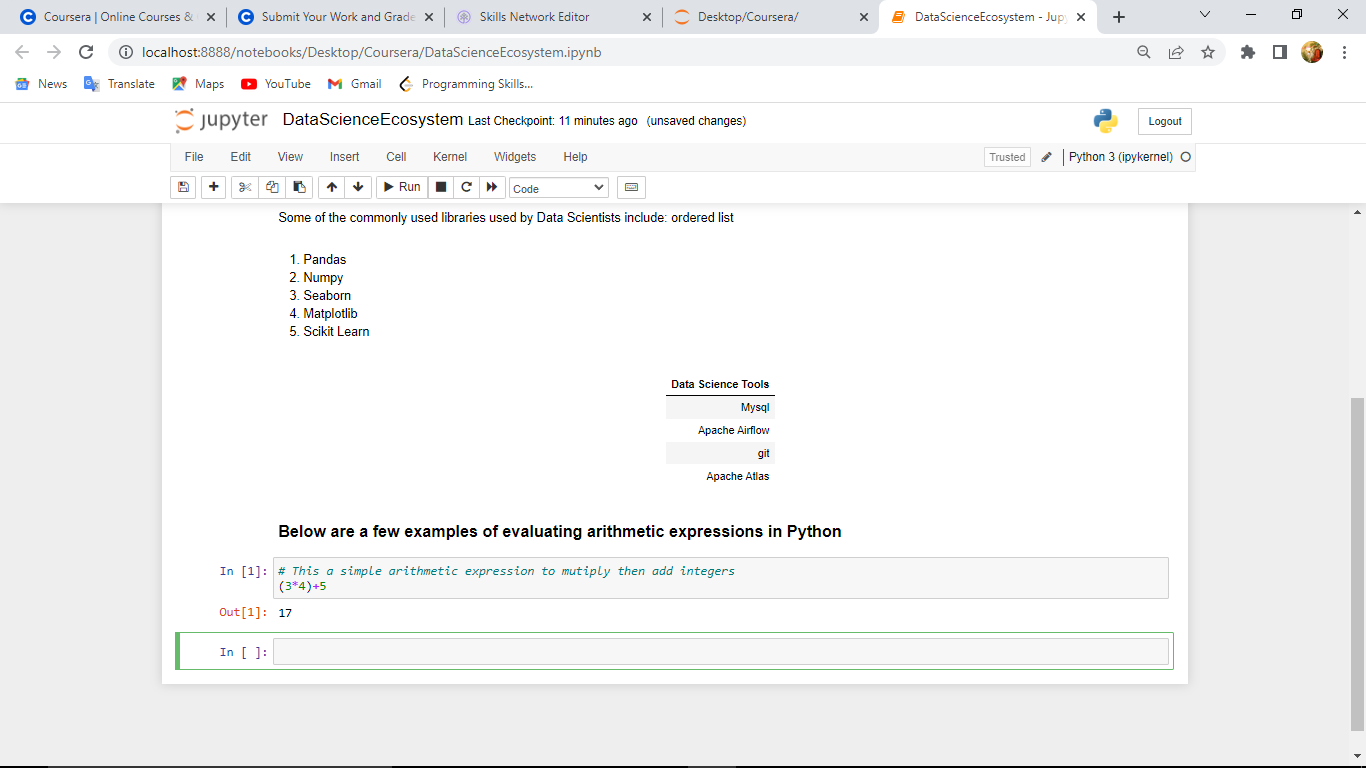 Coursera | Online Courses &
Submit Your Work and Grade
Skills Network Editor
Desktop/Coursera/
DataScienceEcosystem - Jupy
localhost:8888/notebooks/Desktop/Coursera/DataScienceEcosystem.ipynb
News
Translate
Maps
YouTube
Gmail
Programming Skills...
jupyter DataScienceEcosystem Last Checkpoint: 11 minutes ago (unsaved changes)
Logout
File Edit View Insert Cell Kernel Widgets Help
Trusted
Python 3 (ipykernel)
Run
Code
Some of the commonly used libraries used by Data Scientists include: ordered list
1. Pandas
2. Numpy
3. Seaborn
4. Matplotlib
5. Scikit Learn
Data Science Tools
Mysql
Apache Airflow
git
Apache Atlas
Below are a few examples of evaluating arithmetic expressions in Python
In [1]: # This a simple arithmetic expression to mutiply then add integers
(3*4)+5
Out[1]: 17
In [ ]: